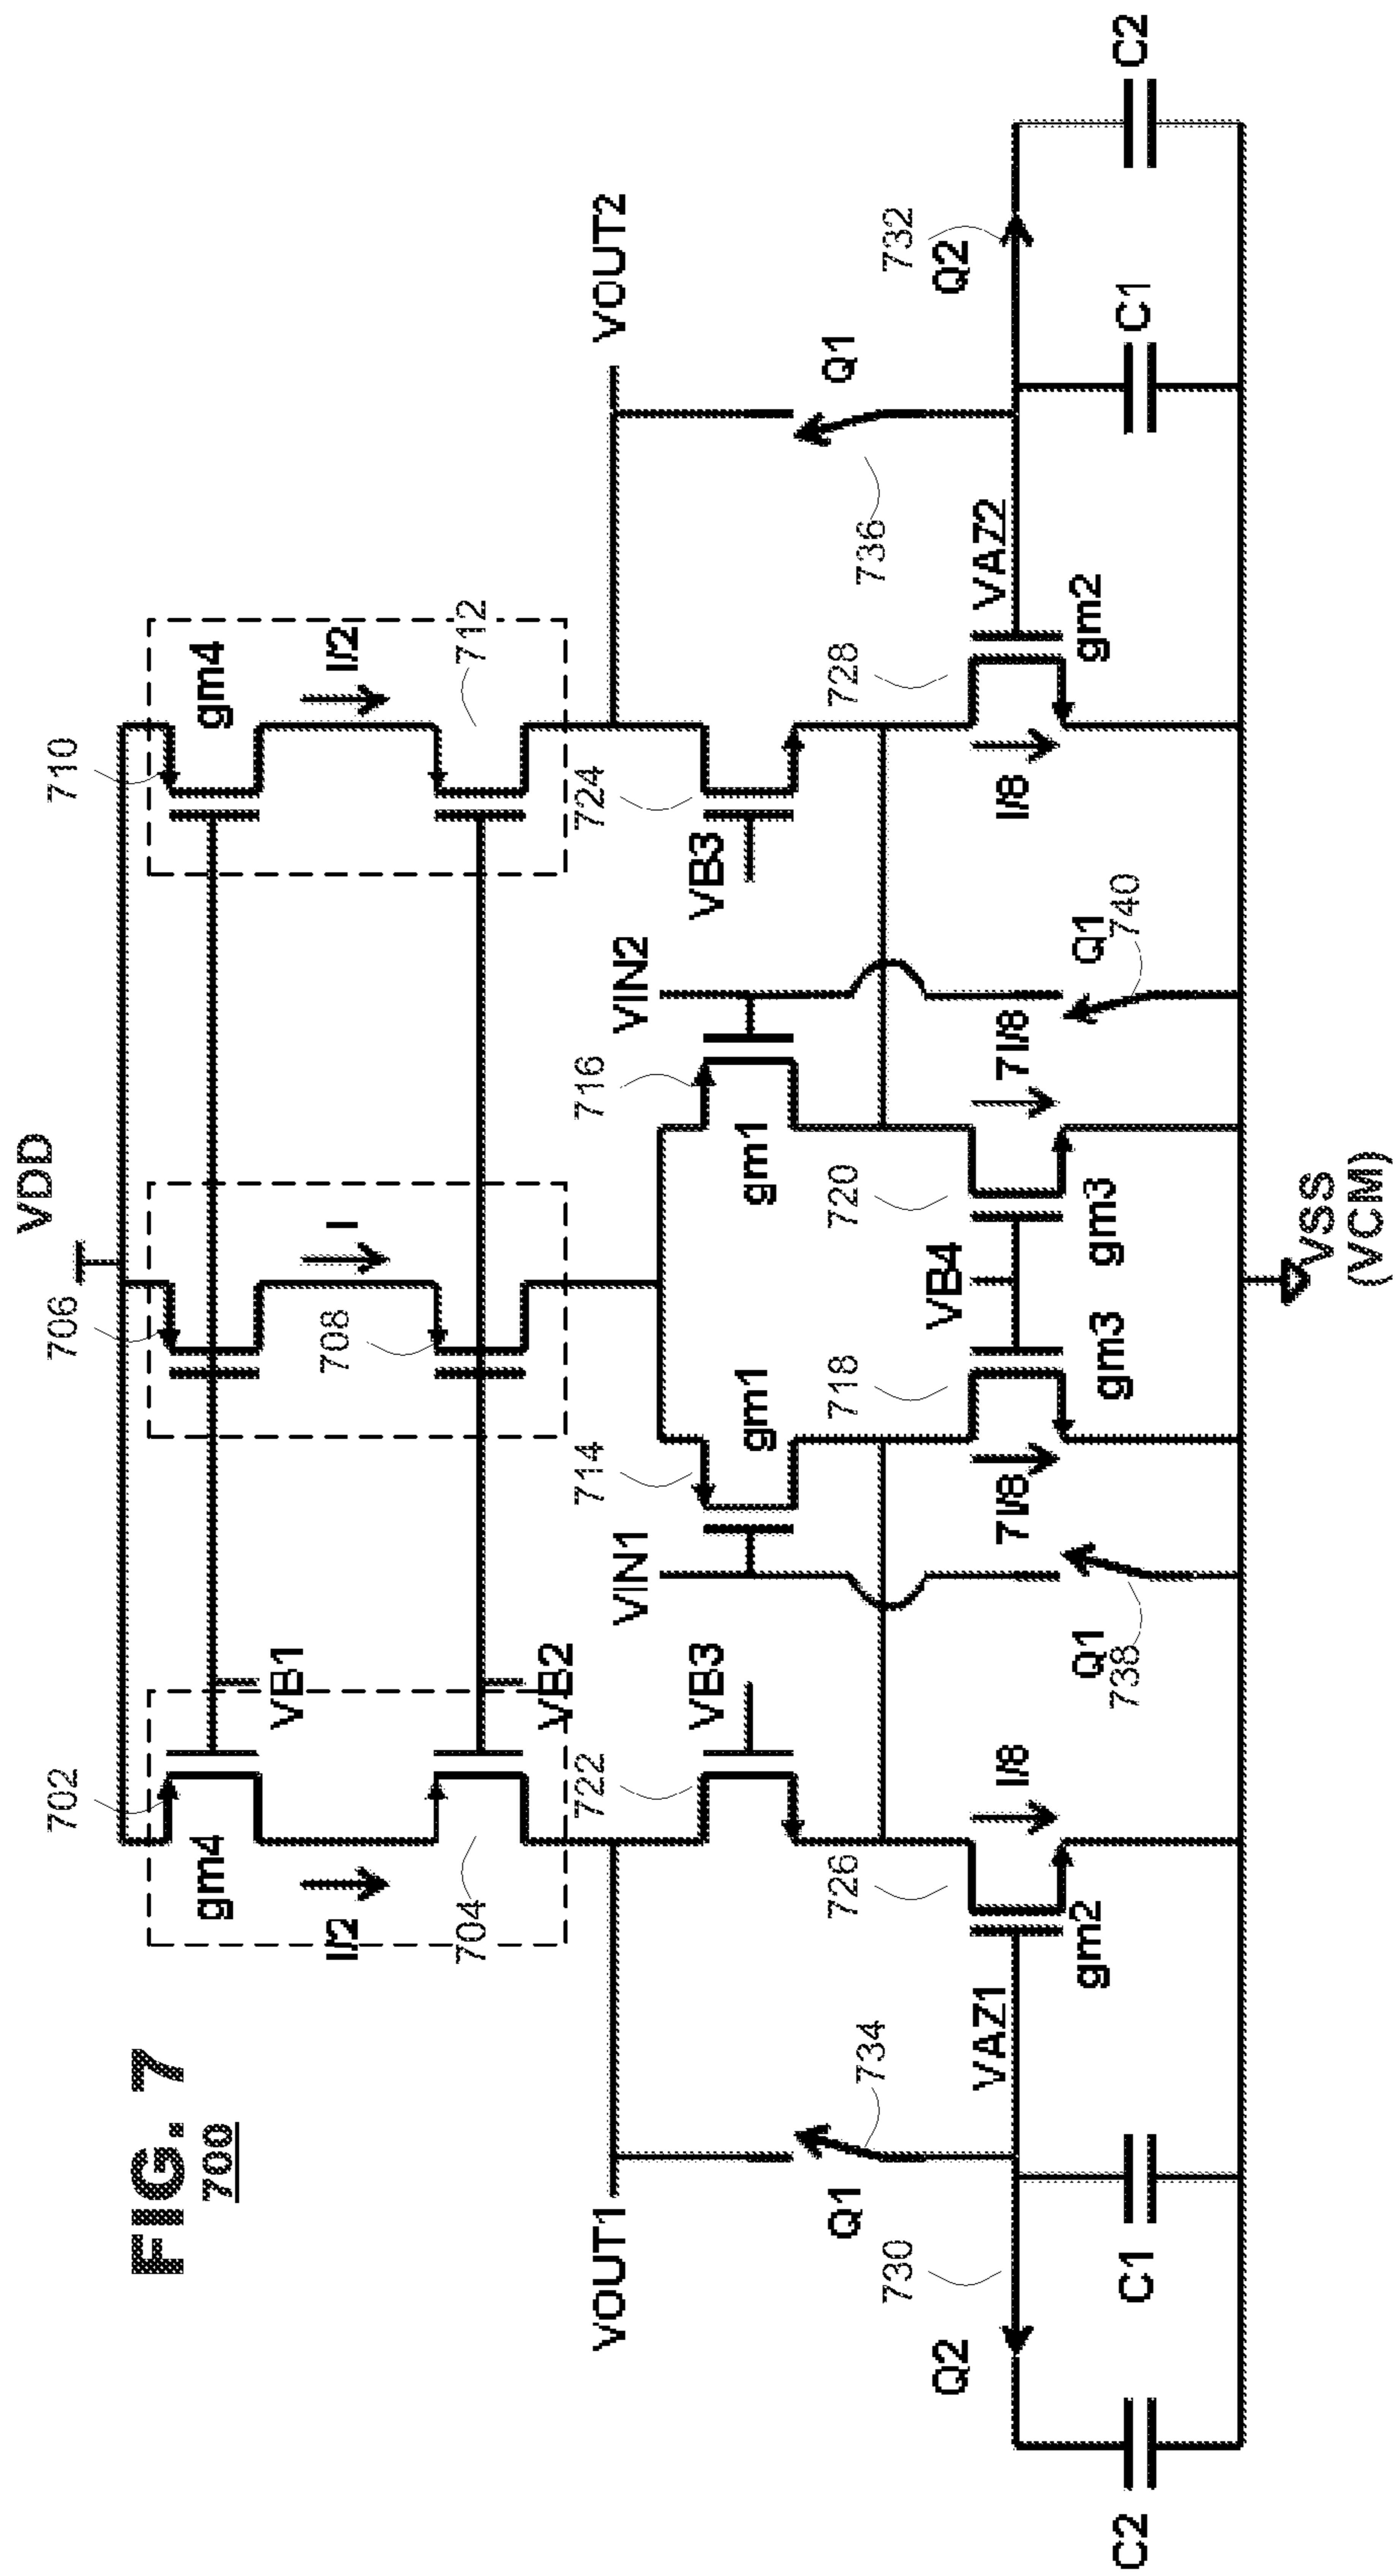 FIG. 7
700
VDD
702
706
710
gm4
gm4
I/2
I
I/2
VB1
704
708
712
VB2
VOUT1
722
714
716
724
VOUT2
VIN1
VIN2
VB3
gm1
gm1
VB3
Q1
734
736
Q1
726
718
720
728
730
Q2
732
Q2
VAZ1
VB4
VAZ2
I/8
7I/8
7I/8
I/8
gm2
gm3
gm3
gm2
Q1
738
Q1
740
C2
C1
C1
C2
VSS
(VCM)